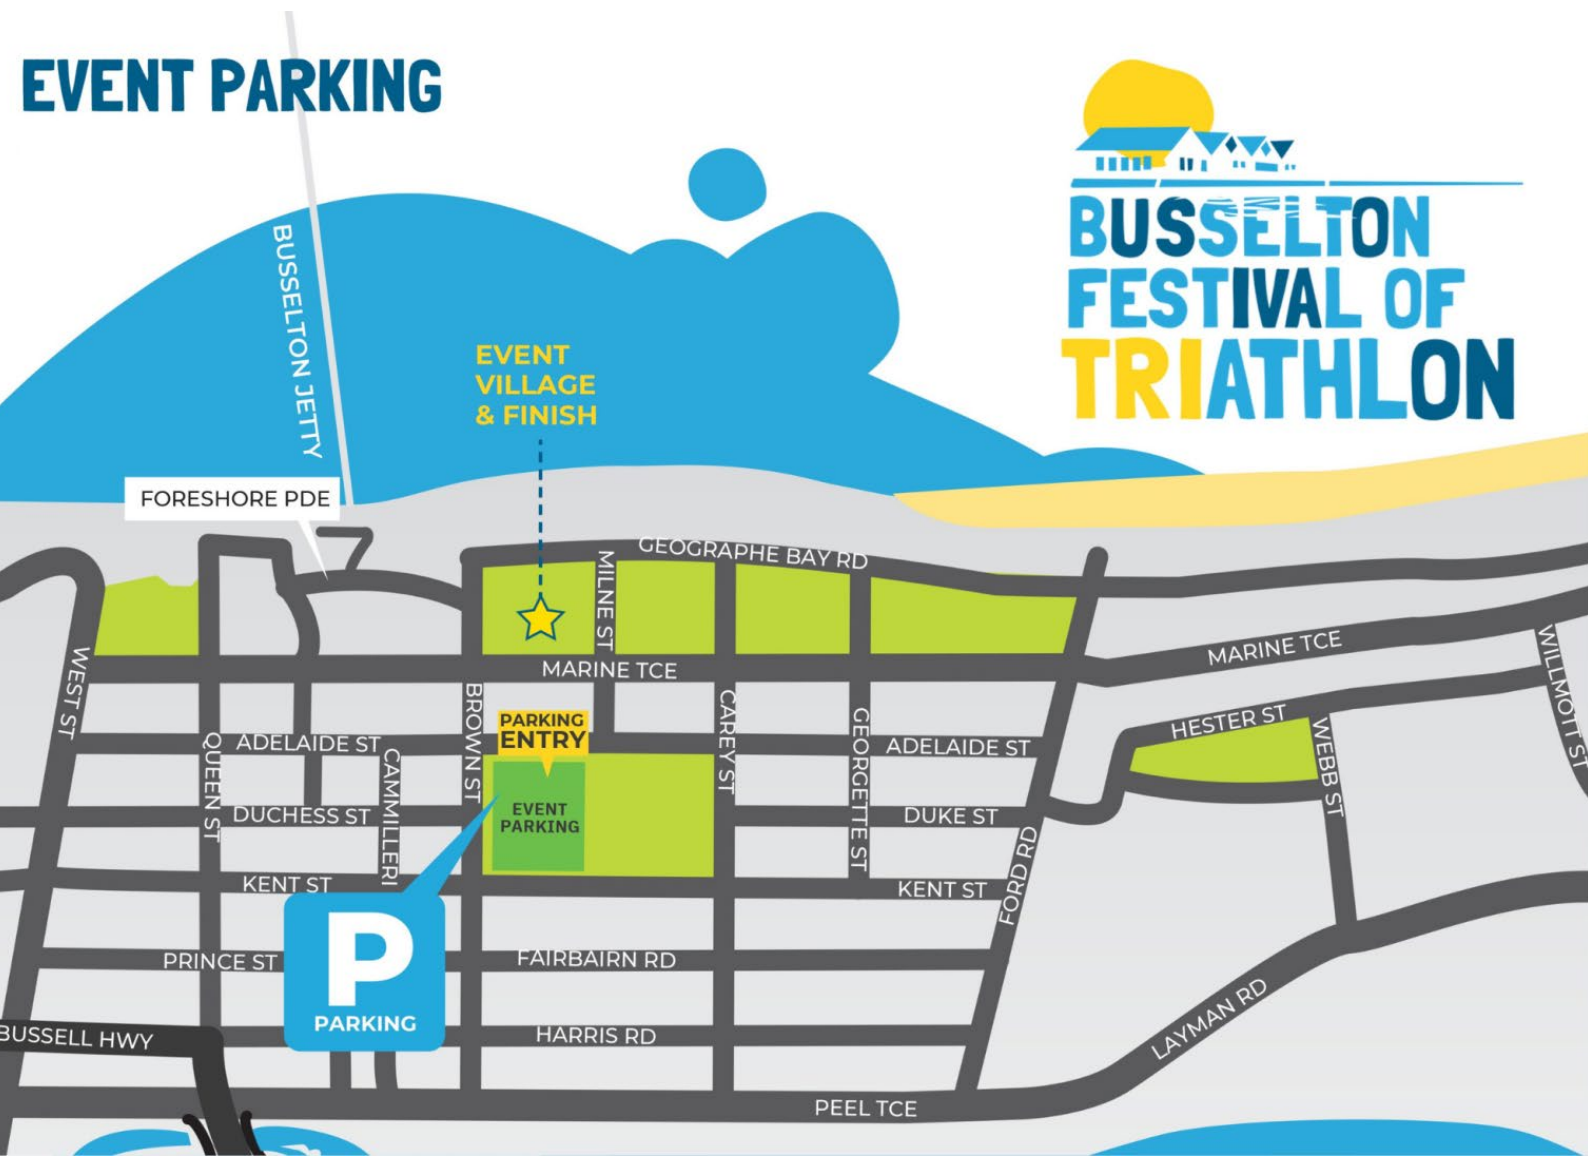 EVENT PARKING
BUSSELTON
FESTIVAL OF
TRIATHLON
BUSSELTON JETTY
EVENT
VILLAGE
& FINISH
FORESHORE PDE
GEOGRAPHE BAY RD
MILNE ST
MARINE TCE
MARINE TCE
WEST ST
QUEEN ST
ADELAIDE ST
CAMMILLERI
BROWN ST
PARKING
ENTRY
CAREY ST
GEORGETTE ST
ADELAIDE ST
HESTER ST
WEBB ST
WILLMOTT ST
DUCHESS ST
EVENT
PARKING
DUKE ST
FORD RD
KENT ST
KENT ST
PRINCE ST
P
PARKING
FAIRBAIRN RD
HARRIS RD
BUSSELL HWY
LAYMAN RD
PEEL TCE